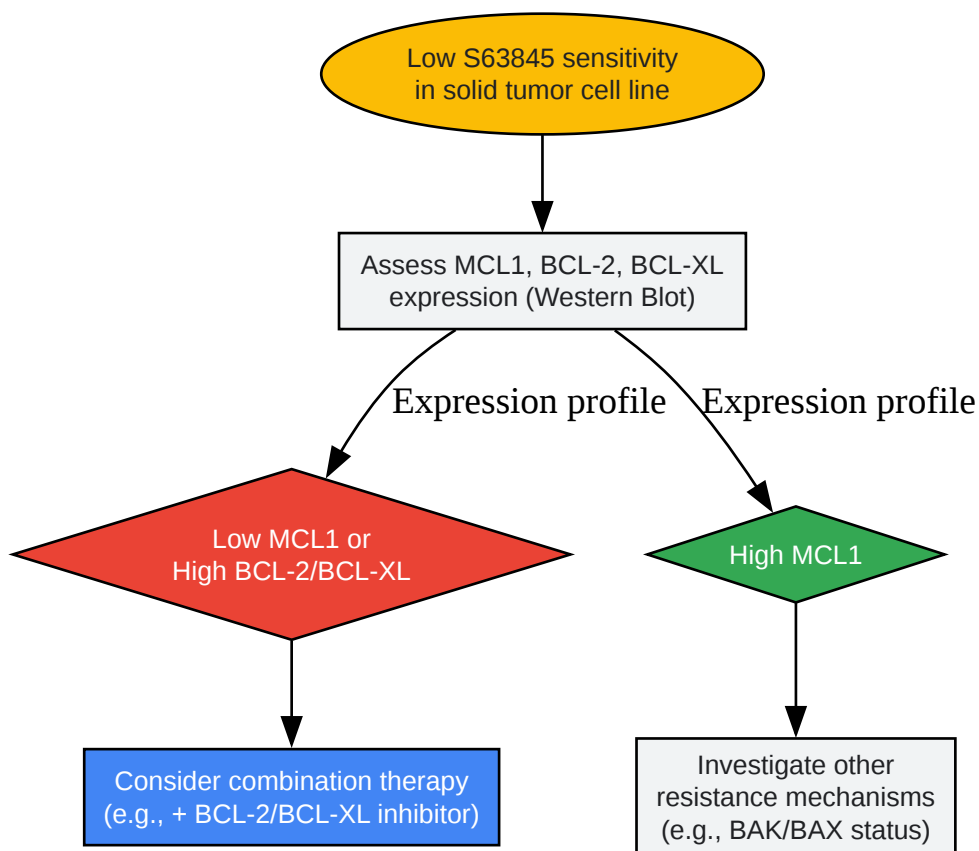 Low S63845 sensitivity
in solid tumor cell line
Assess MCL1, BCL-2, BCL-XL
expression (Western Blot)
Expression profile
Expression profile
Low MCL1 or
High BCL-2/BCL-XL
High MCL1
Consider combination therapy
(e.g., + BCL-2/BCL-XL inhibitor)
Investigate other
resistance mechanisms
(e.g., BAK/BAX status)